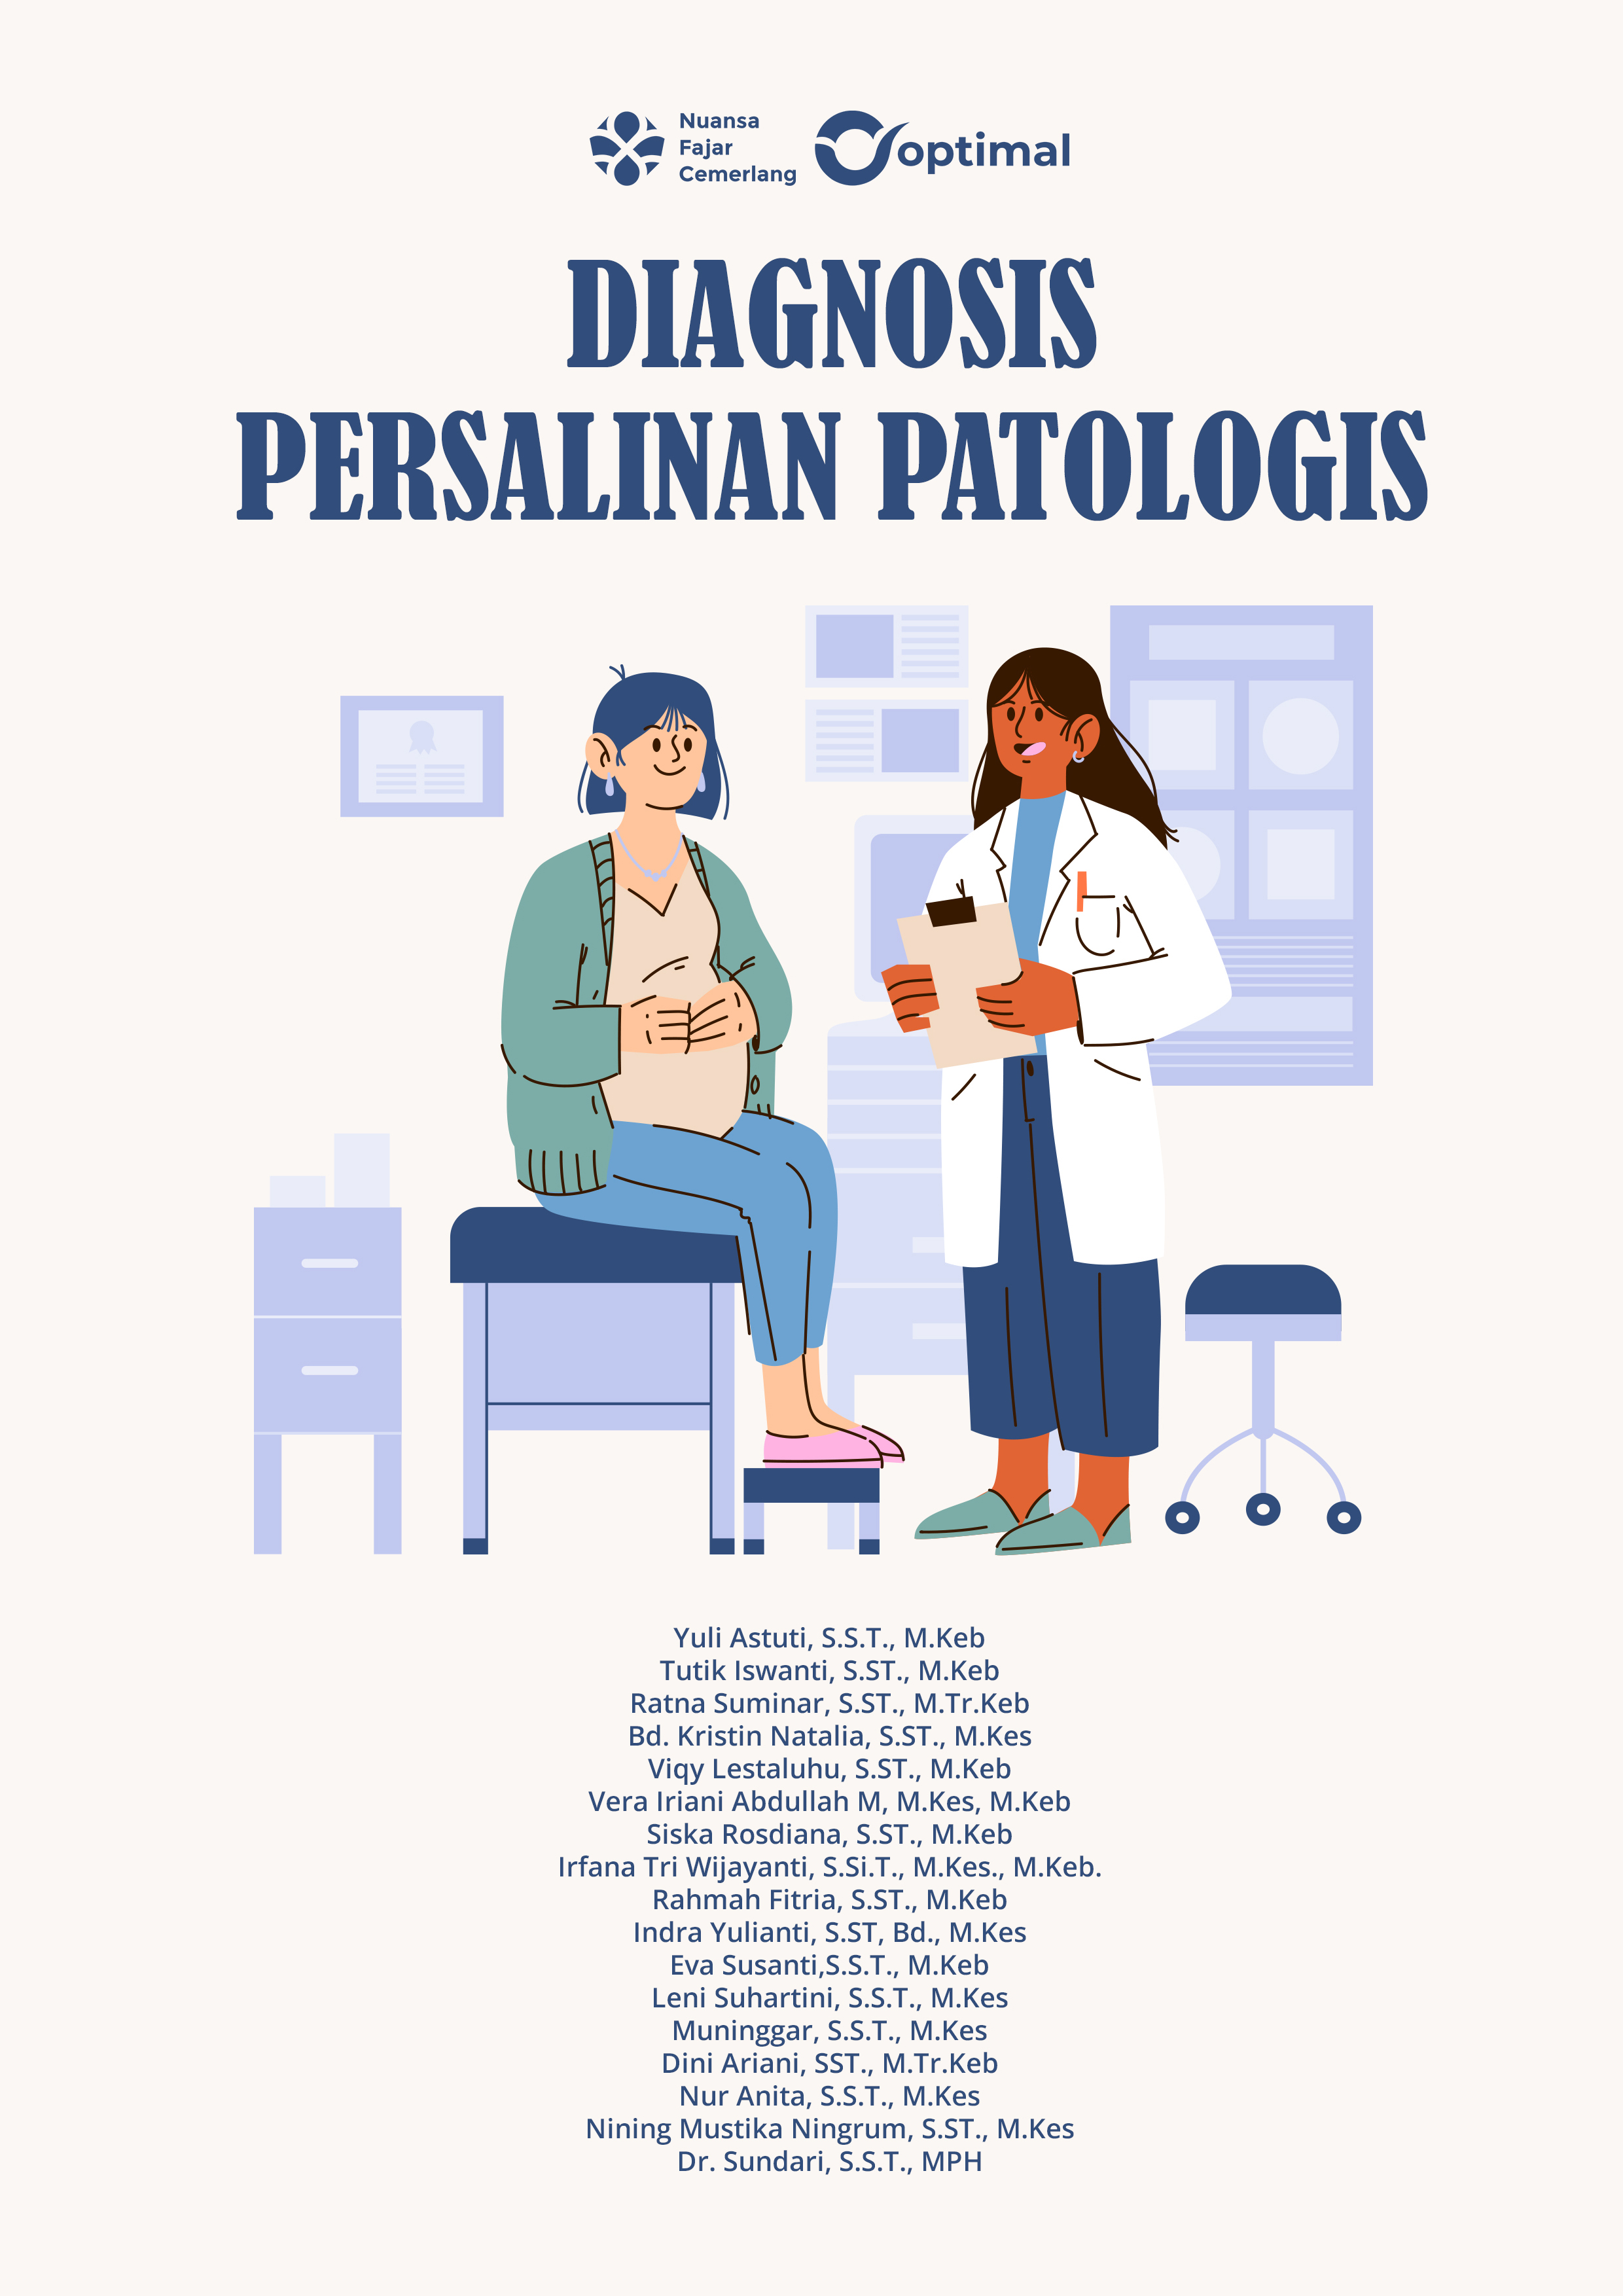 Nuansa
Fajar
Cemerlang
optimal
DIAGNOSIS
PERSALINAN PATOLOGIS
Yuli Astuti, S.S.T., M.Keb
Tutik Iswanti, S.ST., M.Keb
Ratna Suminar, S.ST., M.Tr.Keb
Bd. Kristin Natalia, S.ST., M.Kes
Viqy Lestaluhu, S.ST., M.Keb
Vera Iriani Abdullah M, M.Kes, M.Keb
Siska Rosdiana, S.ST., M.Keb
Irfana Tri Wijayanti, S.Si.T., M.Kes., M.Keb.
Rahmah Fitria, S.ST., M.Keb
Indra Yulianti, S.ST, Bd., M.Kes
Eva Susanti,S.S.T., M.Keb
Leni Suhartini, S.S.T., M.Kes
Muninggar, S.S.T., M.Kes
Dini Ariani, SST., M.Tr.Keb
Nur Anita, S.S.T., M.Kes
Nining Mustika Ningrum, S.ST., M.Kes
Dr. Sundari, S.S.T., MPH